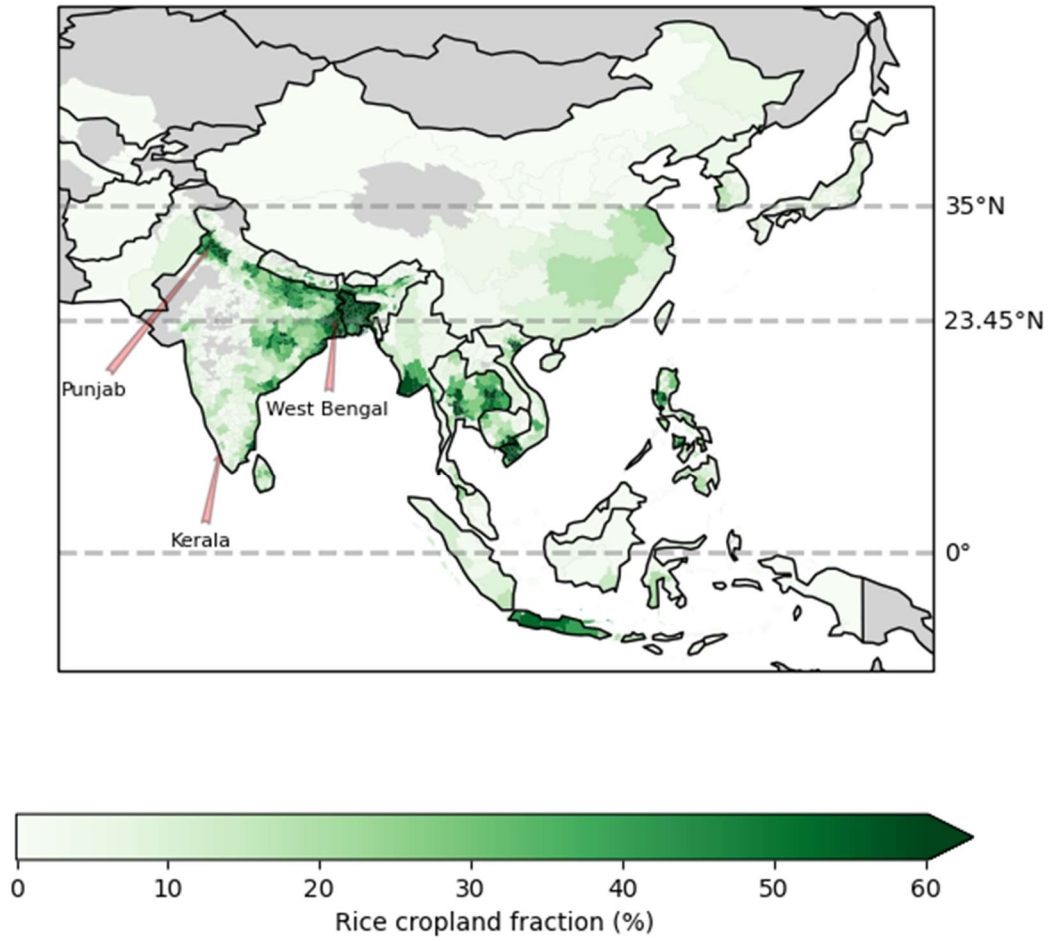 35°N
23.45°N
Punjab
West Bengal
Kerala
0°
0 10 20 30 40 50 60
Rice cropland fraction (%)